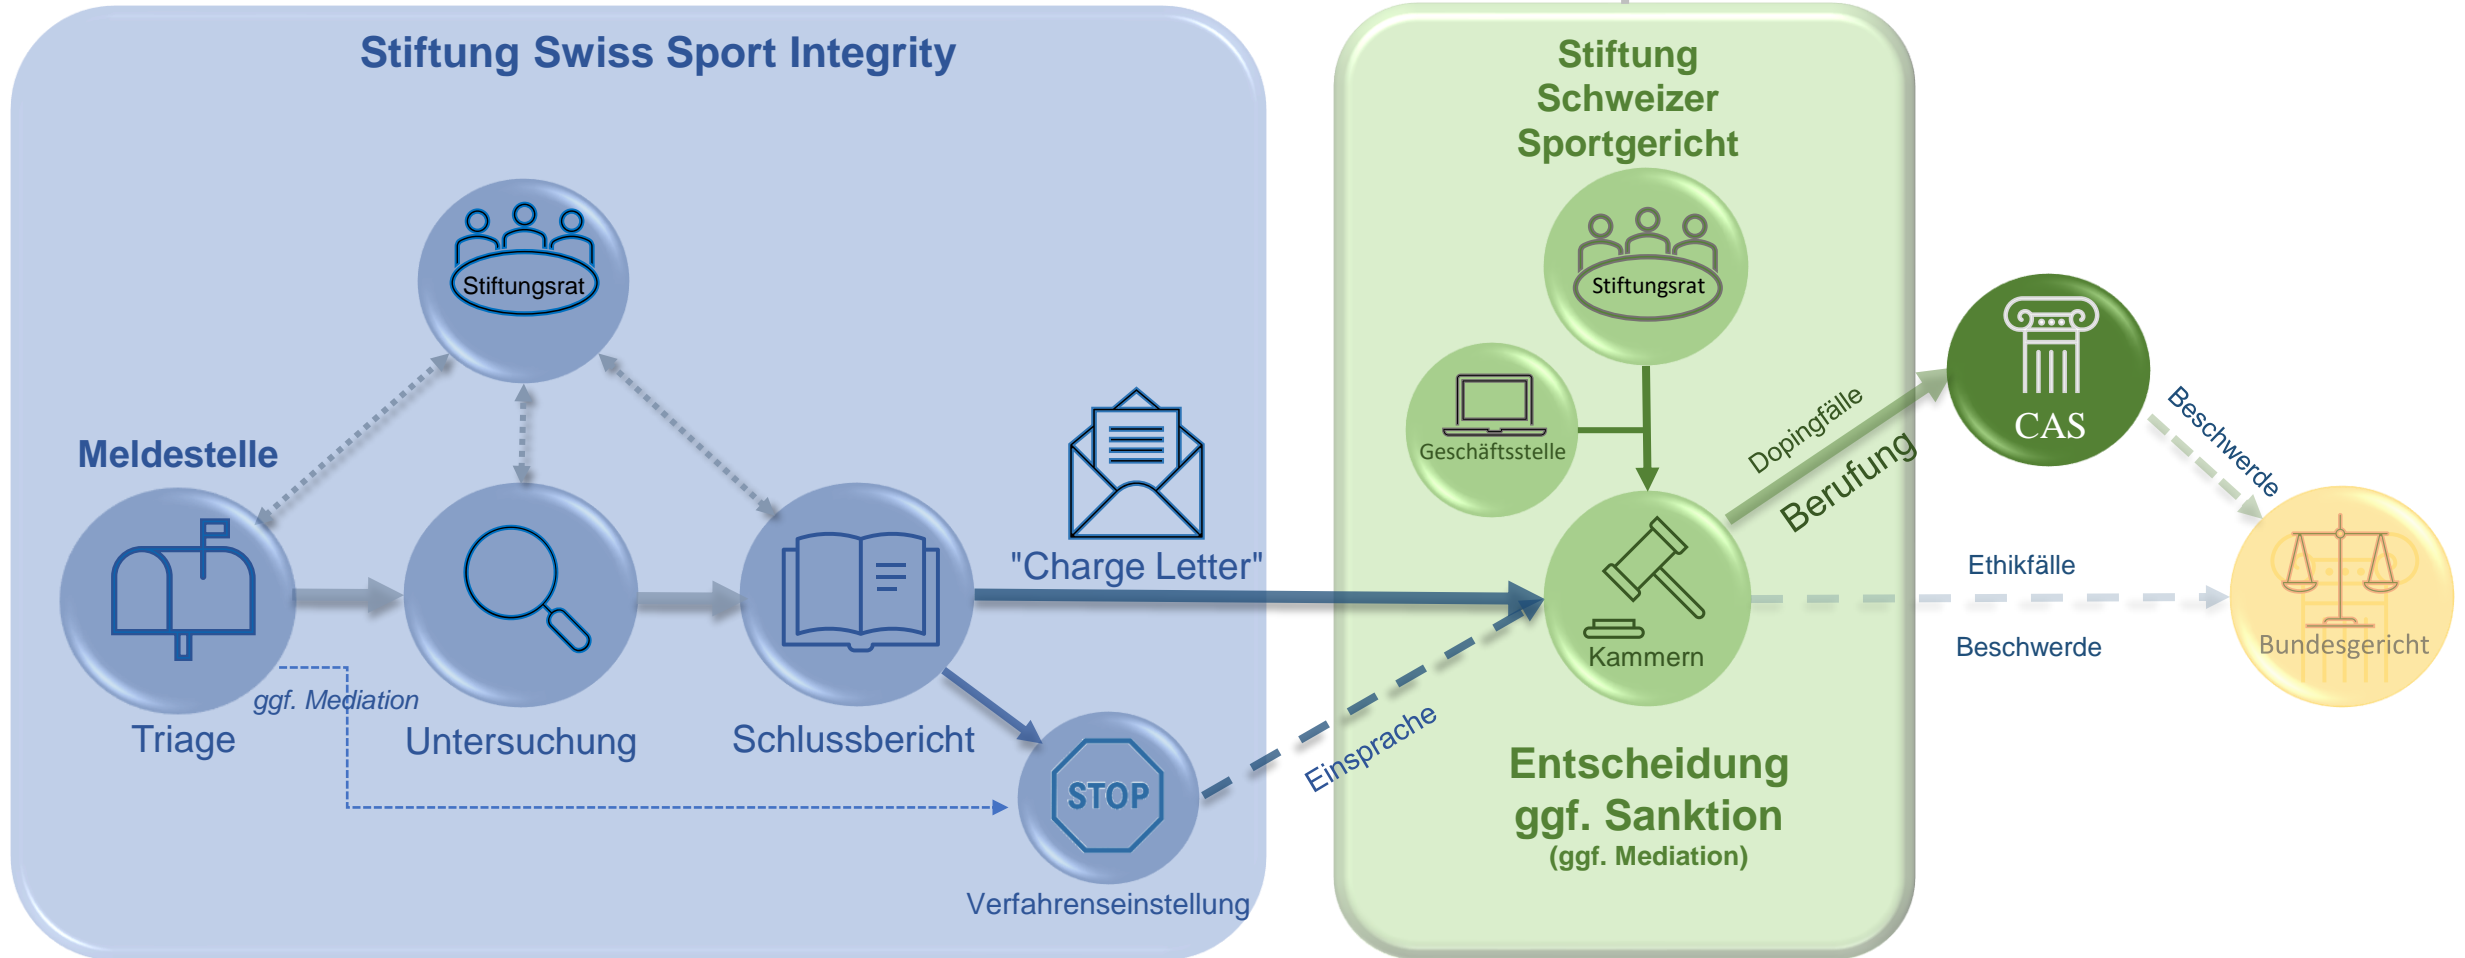 Stiftung Swiss Sport Integrity
Stiftungsrat
Meldestelle
"Charge Letter"
ggf. Mediation
Triage
Untersuchung
Schlussbericht
STOP
Verfahrenseinstellung
Einsprache
Stiftung
Schweizer
Sportgericht
Stiftungsrat
Geschäftsstelle
Kammern
Entscheidung
ggf. Sanktion
(ggf. Mediation)
Dopingfälle
Berufung
CAS
Beschwerde
Ethikfälle
Beschwerde
Bundesgericht